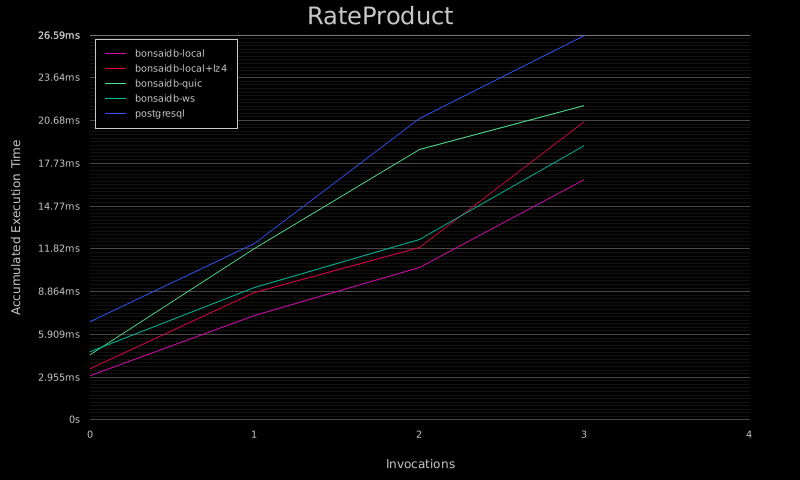 RateProduct
26.59ms
23.64ms
20.68ms
17.73ms
14.77ms
11.82ms
8.864ms
5.909ms
2.955ms
0s
Accumulated Execution Time
bonsaidb-local
bonsaidb-local+lz4
bonsaidb-quic
bonsaidb-ws
postgresql
0 1 2 3 4
Invocations